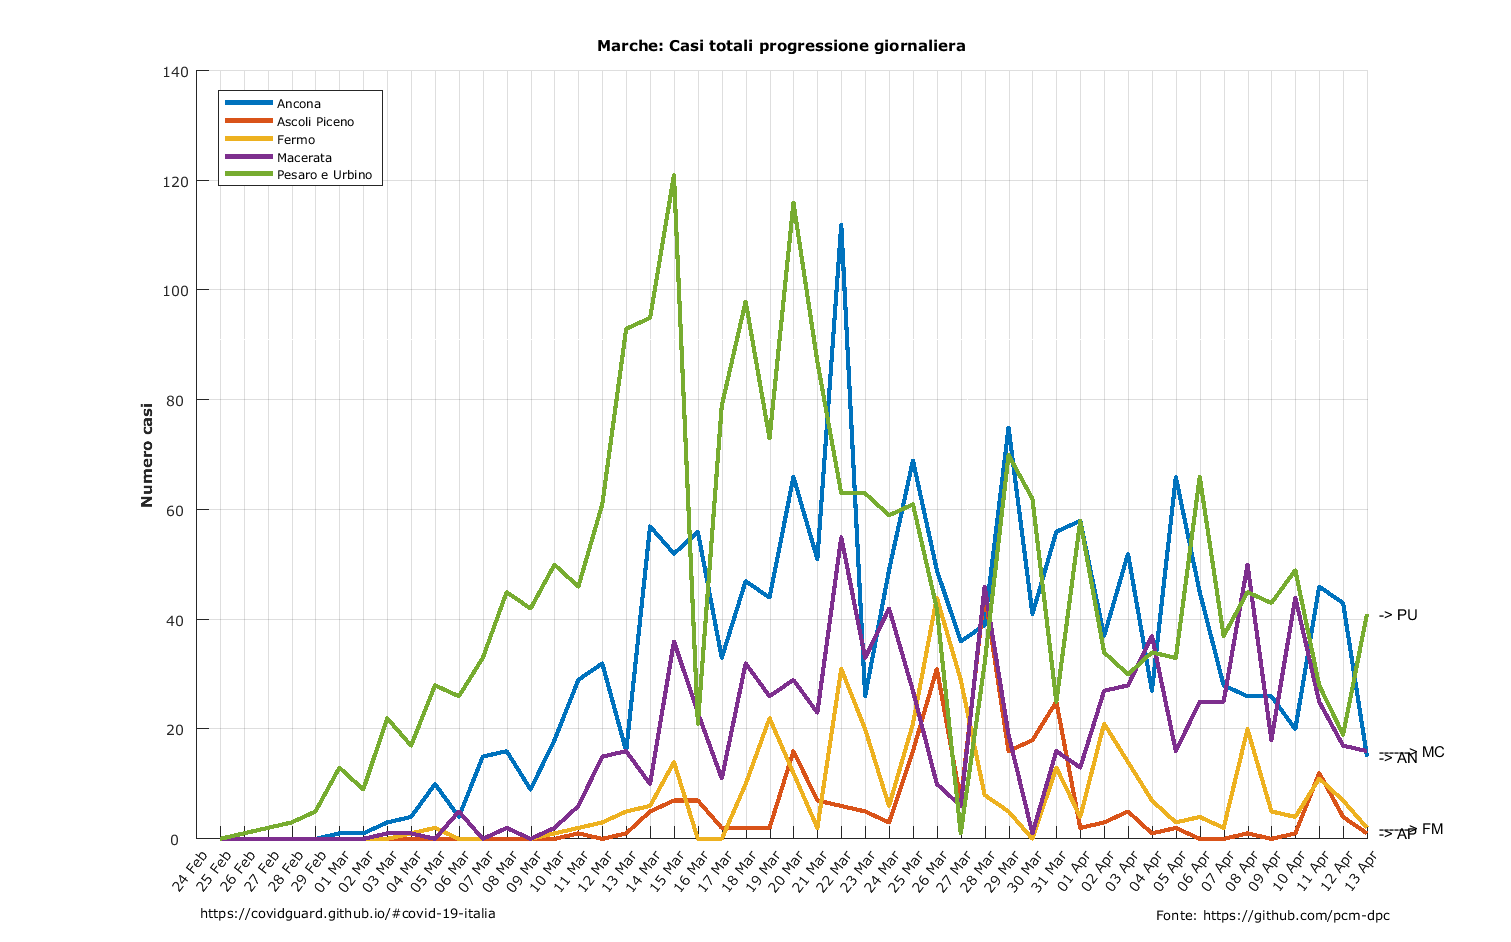 Marche: Casi totali progressione giornaliera
140
120
100
80
60
40
20
0
Numero casi
Ancona
Ascoli Piceno
Fermo
Macerata
Pesaro e Urbino
-> PU
-----> MC
-> AN
-----> FM
-> AP
24 Feb
25 Feb
26 Feb
27 Feb
28 Feb
29 Feb
01 Mar
02 Mar
03 Mar
04 Mar
05 Mar
06 Mar
07 Mar
08 Mar
09 Mar
10 Mar
11 Mar
12 Mar
13 Mar
14 Mar
15 Mar
16 Mar
17 Mar
18 Mar
19 Mar
20 Mar
21 Mar
22 Mar
23 Mar
24 Mar
25 Mar
26 Mar
27 Mar
28 Mar
29 Mar
30 Mar
31 Mar
01 Apr
02 Apr
03 Apr
04 Apr
05 Apr
06 Apr
07 Apr
08 Apr
09 Apr
10 Apr
11 Apr
12 Apr
13 Apr
https://covidguard.github.io/#covid-19-italia
Fonte: https://github.com/pcm-dpc